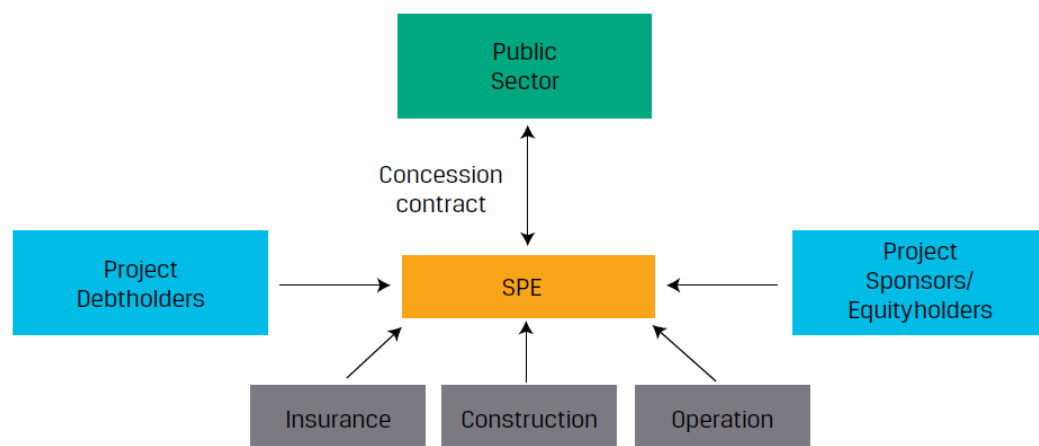 Public
Sector
Concession
contract
Project
Debtholders
SPE
Project
Sponsors/
Equityholders
Insurance
Construction
Operation